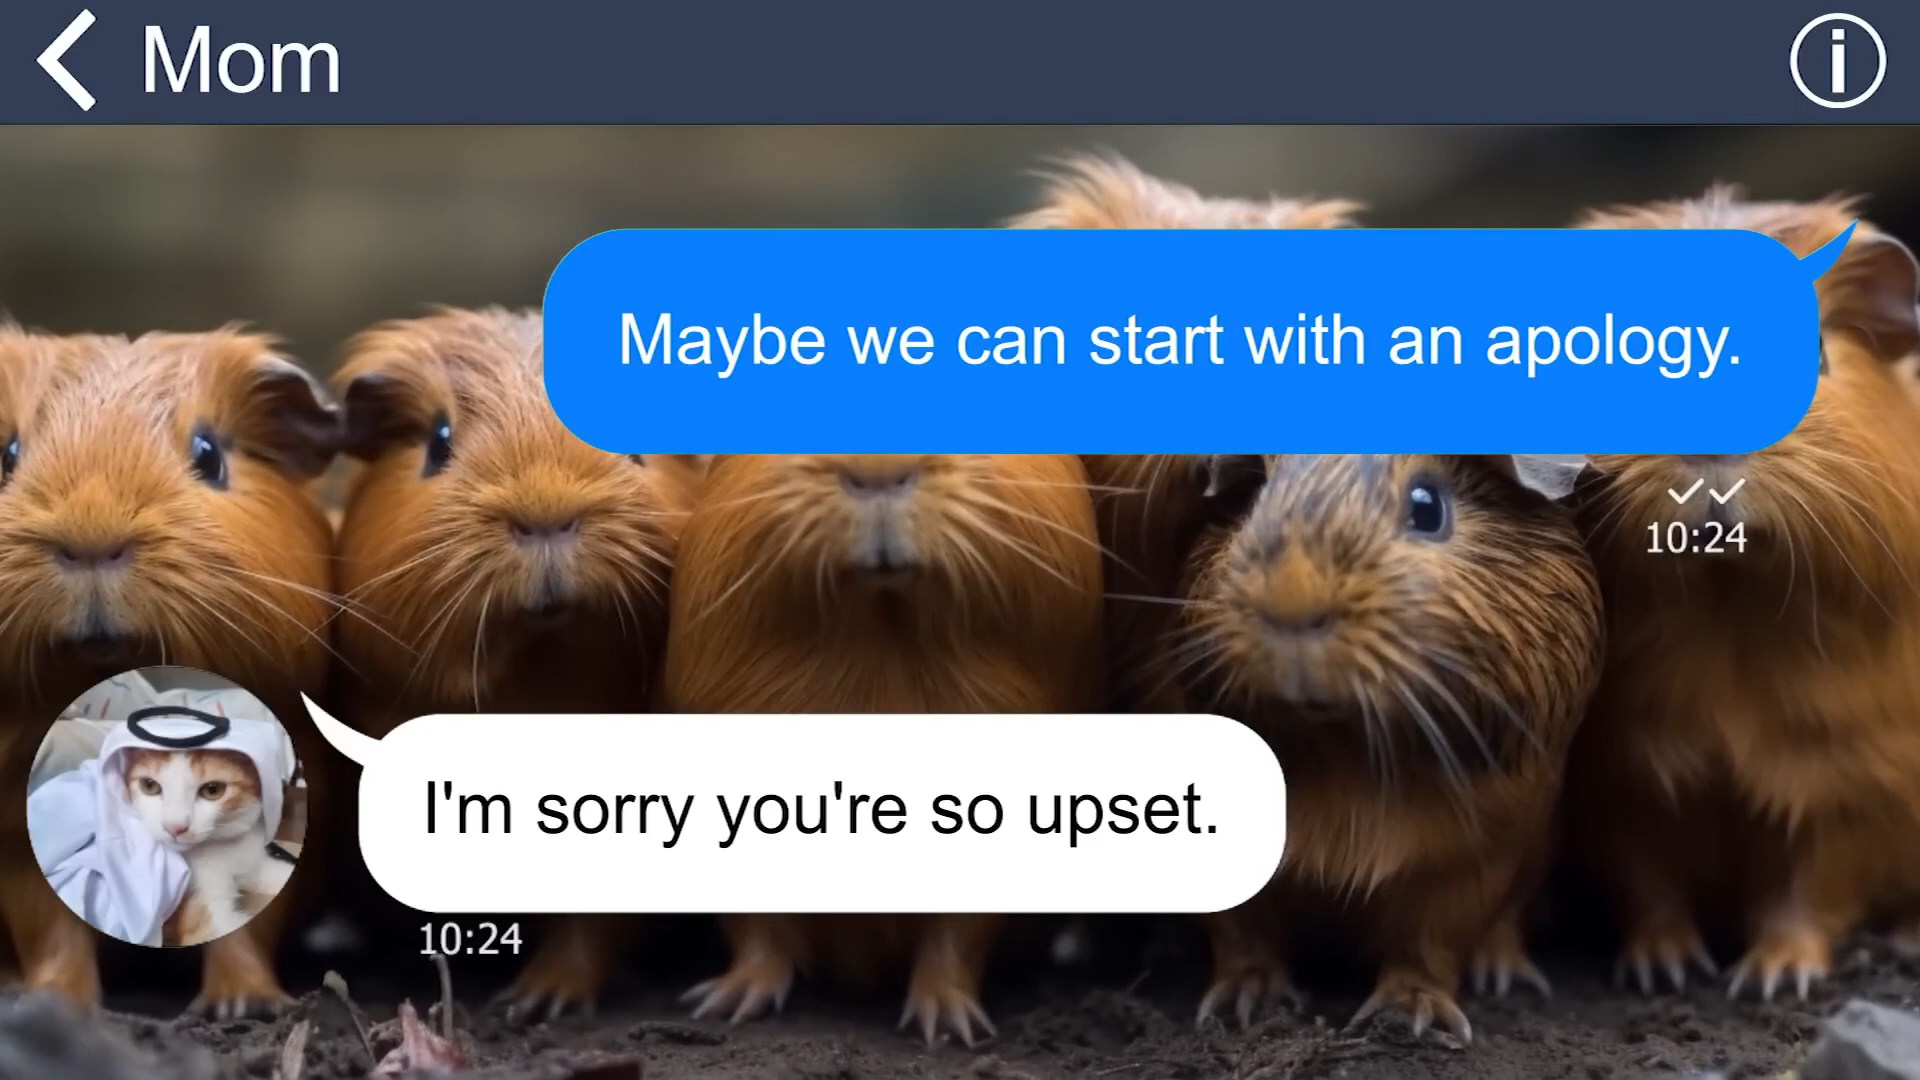 Mom
Maybe we can start with an apology.
10:24
I'm sorry you're so upset.
10:24